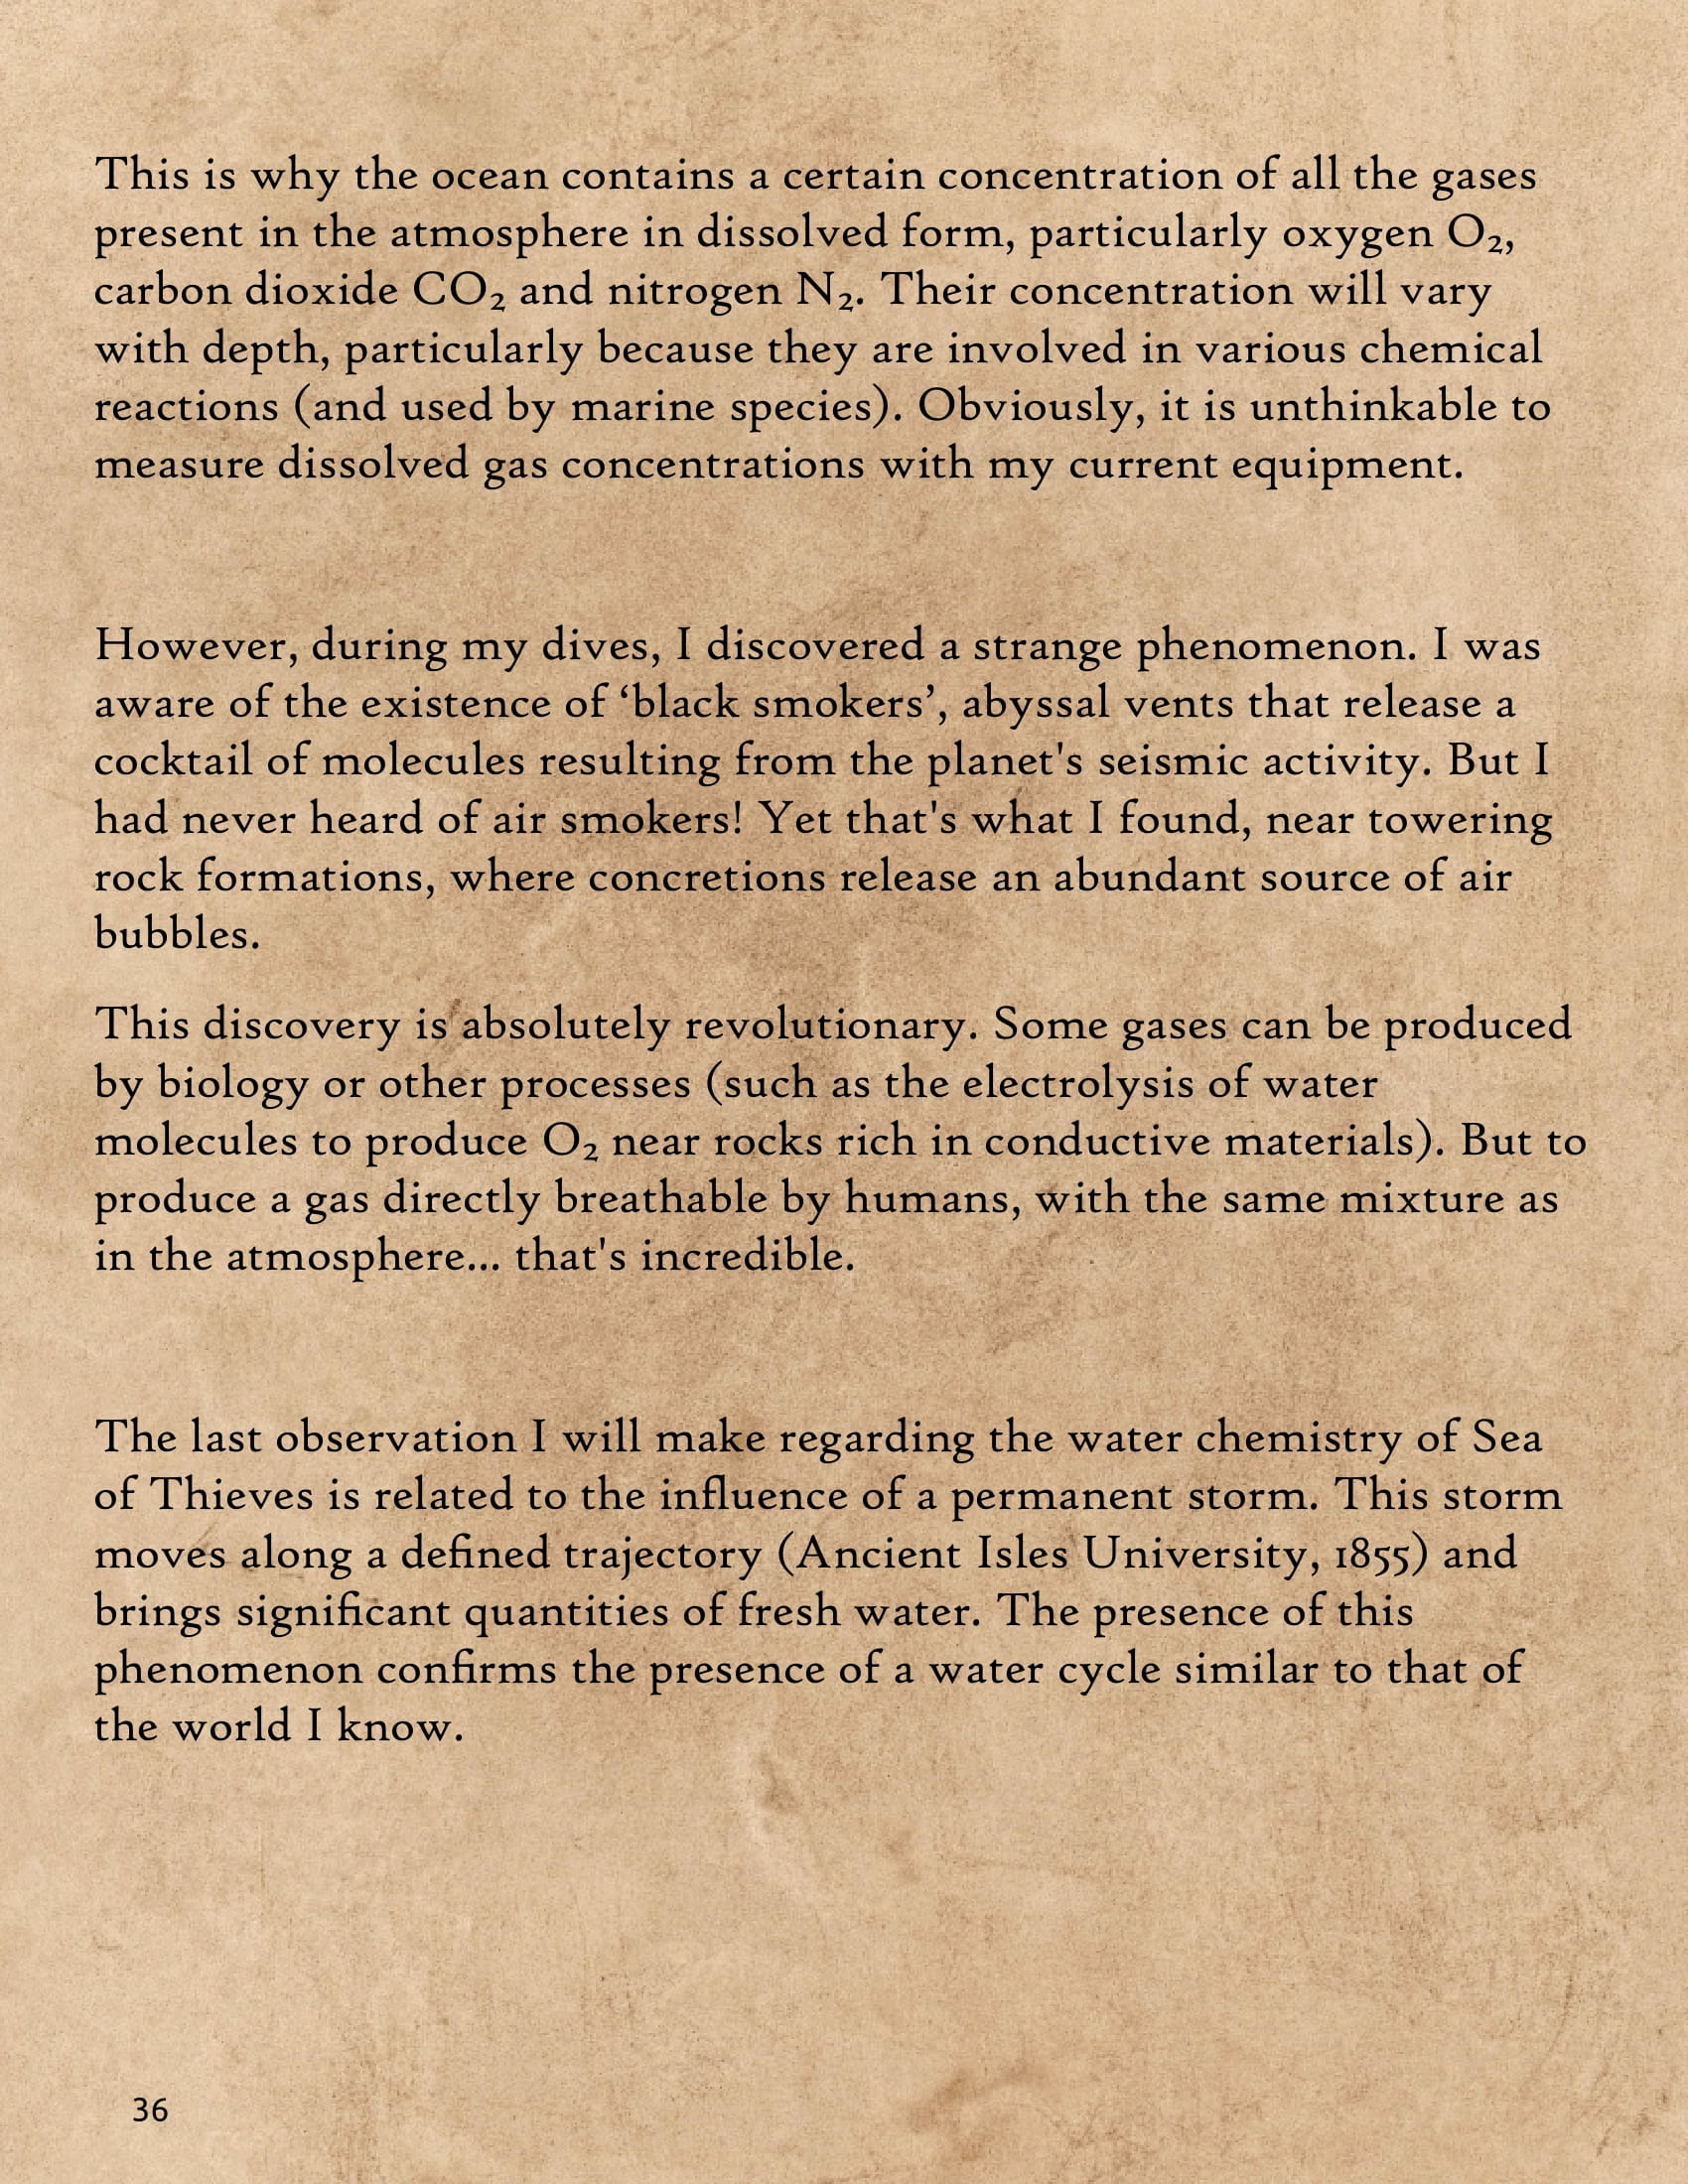 This is why the ocean contains a certain concentration of all the gases
present in the atmosphere in dissolved form, particularly oxygen O₂,
carbon dioxide CO₂ and nitrogen N₂. Their concentration will vary
with depth, particularly because they are involved in various chemical
reactions (and used by marine species). Obviously, it is unthinkable to
measure dissolved gas concentrations with my current equipment.
However, during my dives, I discovered a strange phenomenon. I was
aware of the existence of ‘black smokers’, abyssal vents that release a
cocktail of molecules resulting from the planet's seismic activity. But I
had never heard of air smokers! Yet that's what I found, near towering
rock formations, where concretions release an abundant source of air
bubbles.
This discovery is absolutely revolutionary. Some gases can be produced
by biology or other processes (such as the electrolysis of water
molecules to produce O₂ near rocks rich in conductive materials). But to
produce a gas directly breathable by humans, with the same mixture as
in the atmosphere... that's incredible.
The last observation I will make regarding the water chemistry of Sea
of Thieves is related to the influence of a permanent storm. This storm
moves along a defined trajectory (Ancient Isles University, 1855) and
brings significant quantities of fresh water. The presence of this
phenomenon confirms the presence of a water cycle similar to that of
the world I know.
36